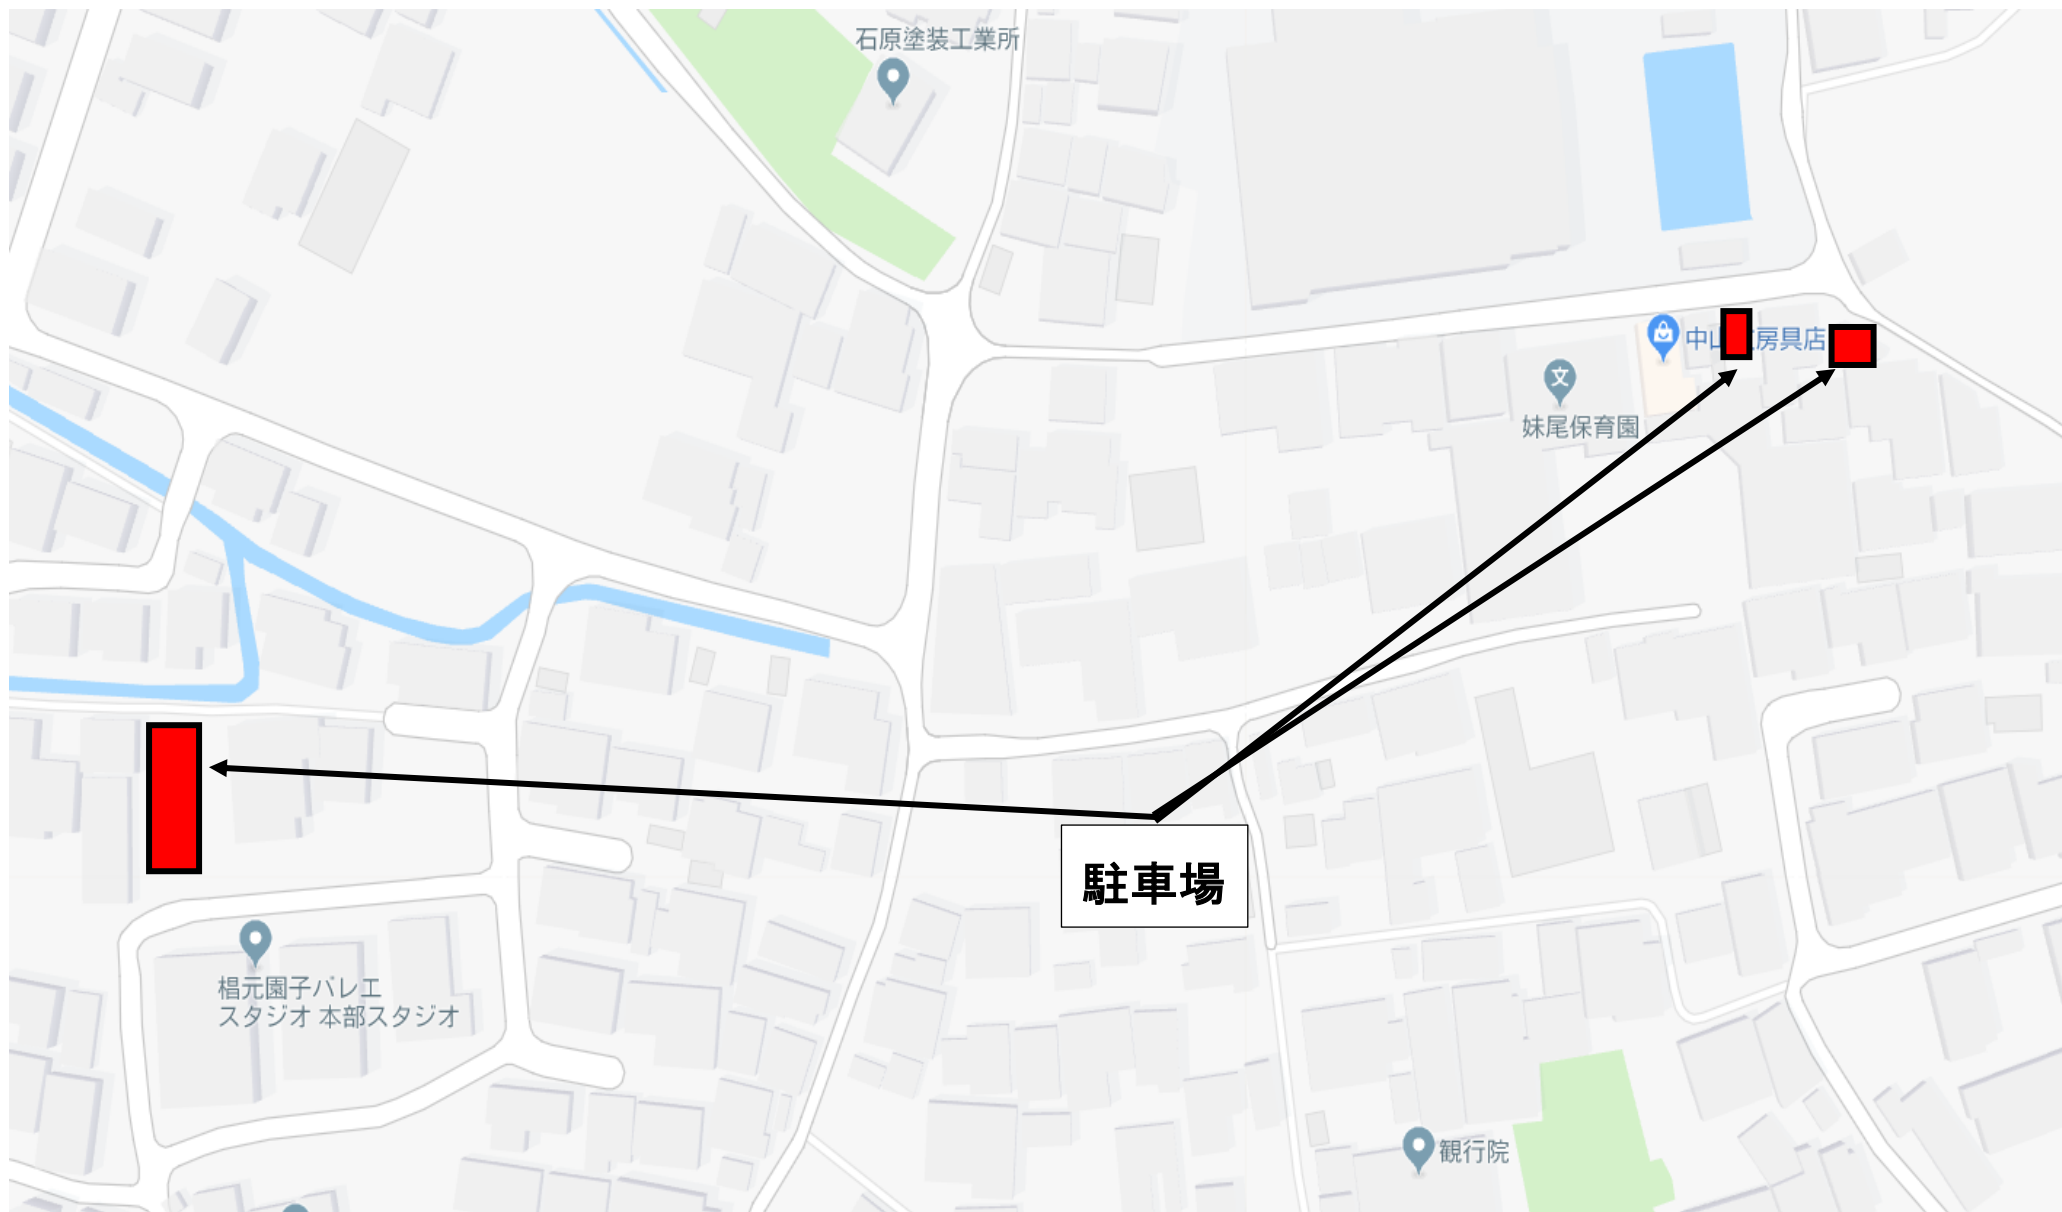 石原塗装工業所
中山
房具店
文
妹尾保育園
駐車場
椙元園子バレエ
スタジオ 本部スタジオ
観行院